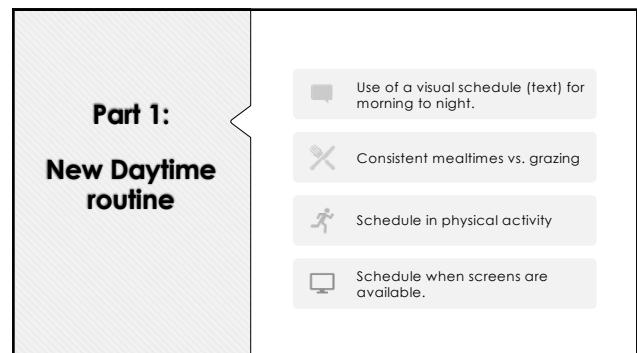 Part 1:
New Daytime
routine
Use of a visual schedule (text) for
morning to night.
Consistent mealtimes vs. grazing
Schedule in physical activity
Schedule when screens are
available.